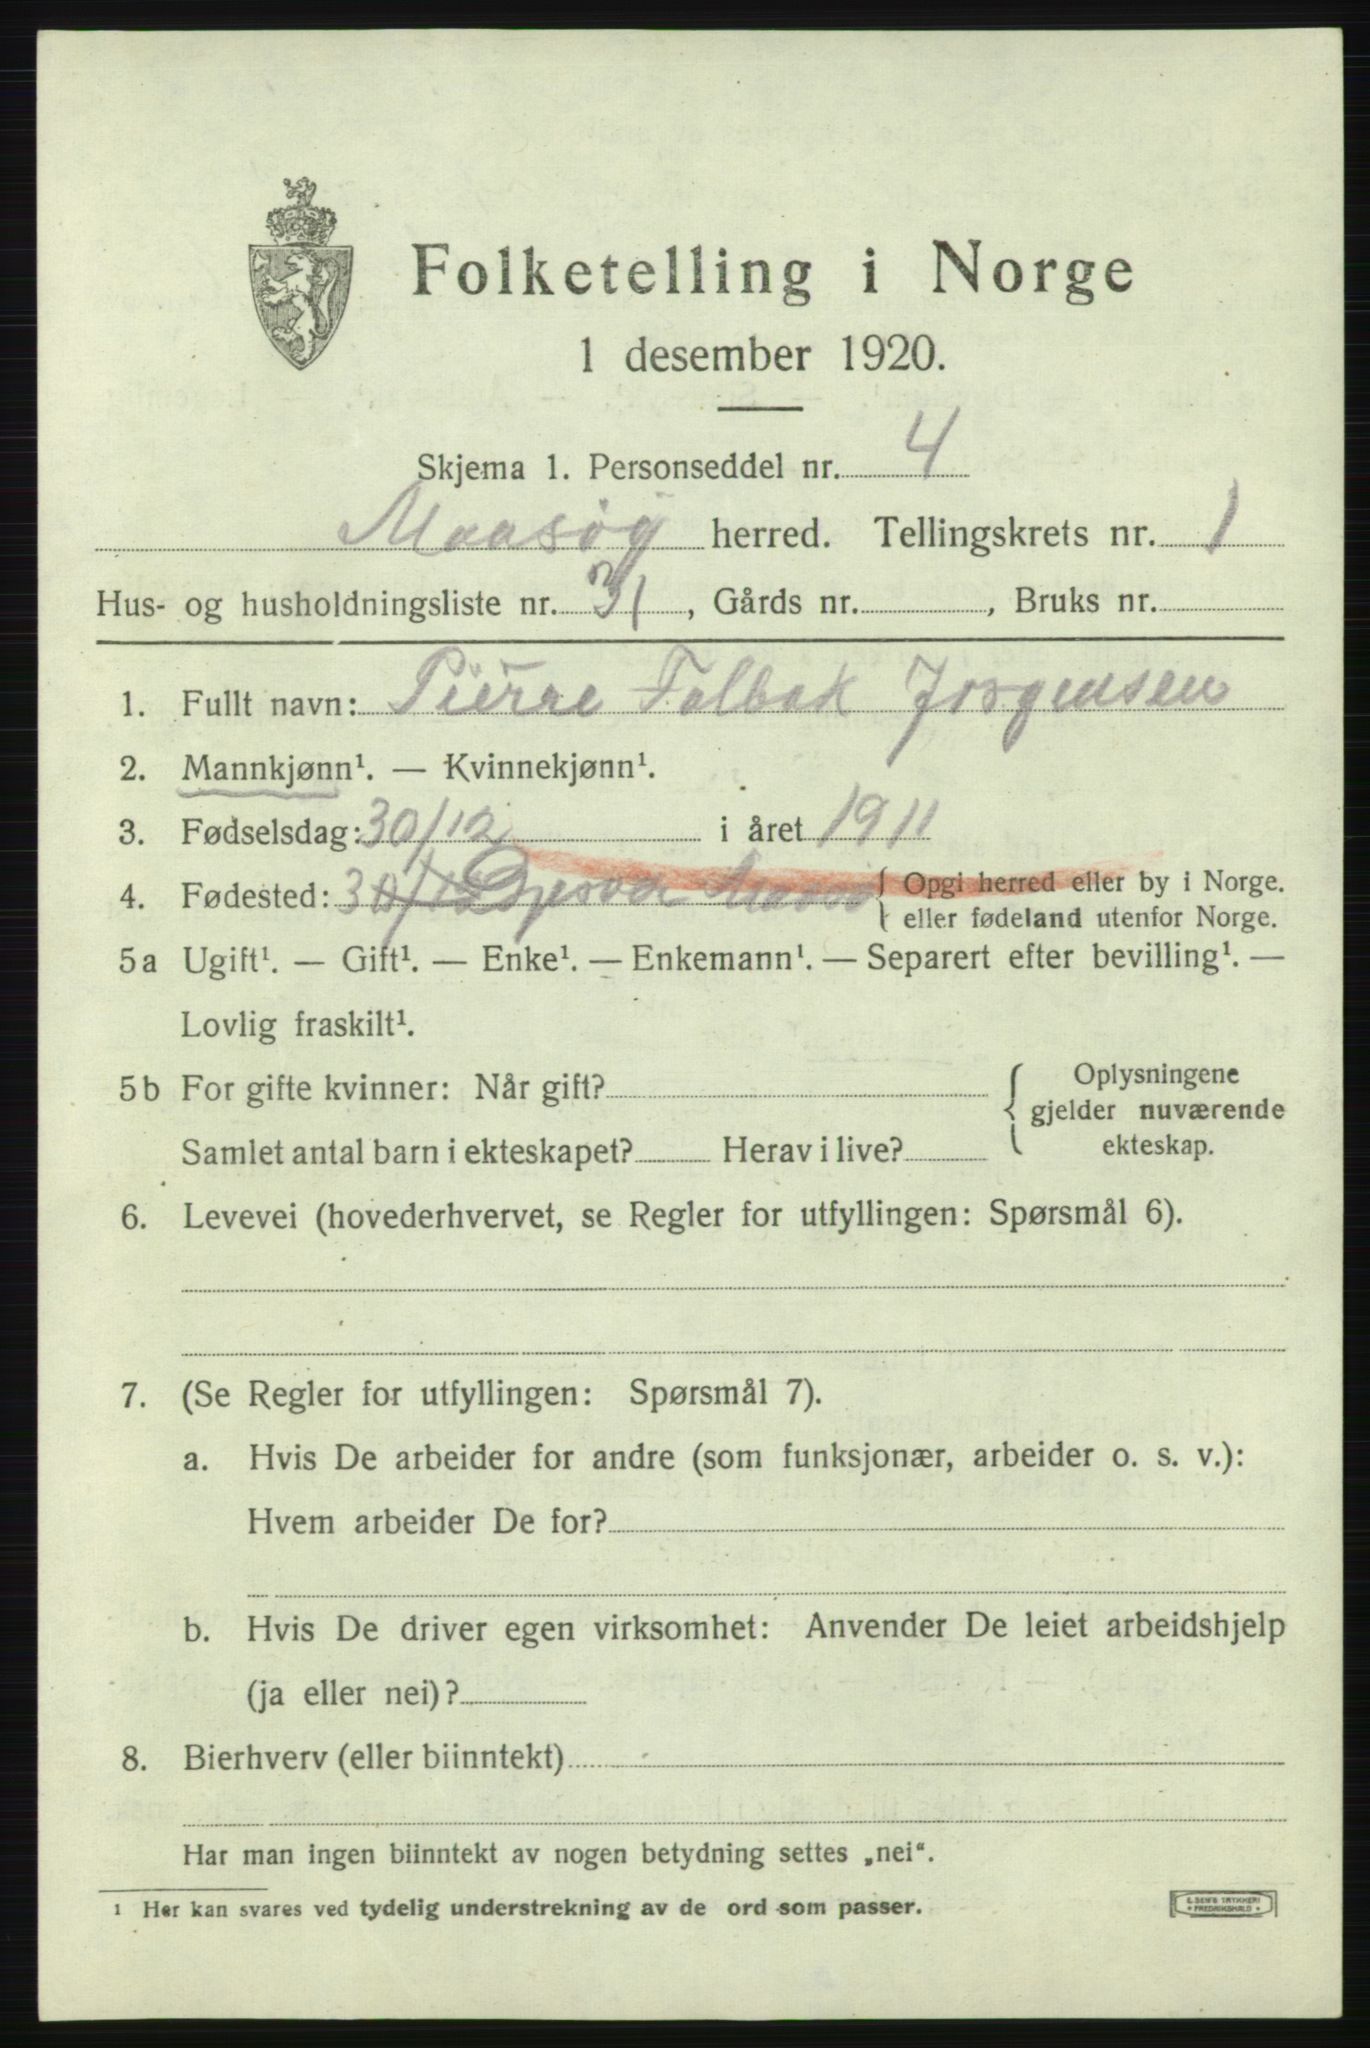 Folketelling i Norge
1 desember 1920.
Skjema 1. Personseddel nr. 4
Maasøy herred. Tellingskrets nr. 1
Hus- og husholdningsliste nr. 31, Gårds nr. , Bruks nr.
1. Fullt navn: Pierre Falbak Jørgensen
2. Mannkjønn¹. — Kvinnekjønn¹.
3. Fødselsdag: 30/12 i året 1911
4. Fødested: 30/12 Gjesvær { Opgi herred eller by i Norge.
{ eller fødeland utenfor Norge.
5a Ugift¹. — Gift¹. — Enke¹. — Enkemann¹. — Separert efter bevilling¹. —
Lovlig fraskilt¹.
5b For gifte kvinner: Når gift? { Oplysningene
gjelder nuværende
Samlet antal barn i ekteskapet? Herav i live? ekteskap.
6. Levevei (hovederhvervet, se Regler for utfyllingen: Spørsmål 6).
7. (Se Regler for utfyllingen: Spørsmål 7).
a. Hvis De arbeider for andre (som funksjonær, arbeider o. s. v.):
Hvem arbeider De for?
b. Hvis De driver egen virksomhet: Anvender De leiet arbeidshjelp
(ja eller nei)?
8. Bierhverv (eller biinntekt)
Har man ingen biinntekt av nogen betydning settes „nei“.
¹ Her kan svares ved tydelig understrekning av de ord som passer.
E. SEM'S TRYKKERI
FREDRIKSHALD